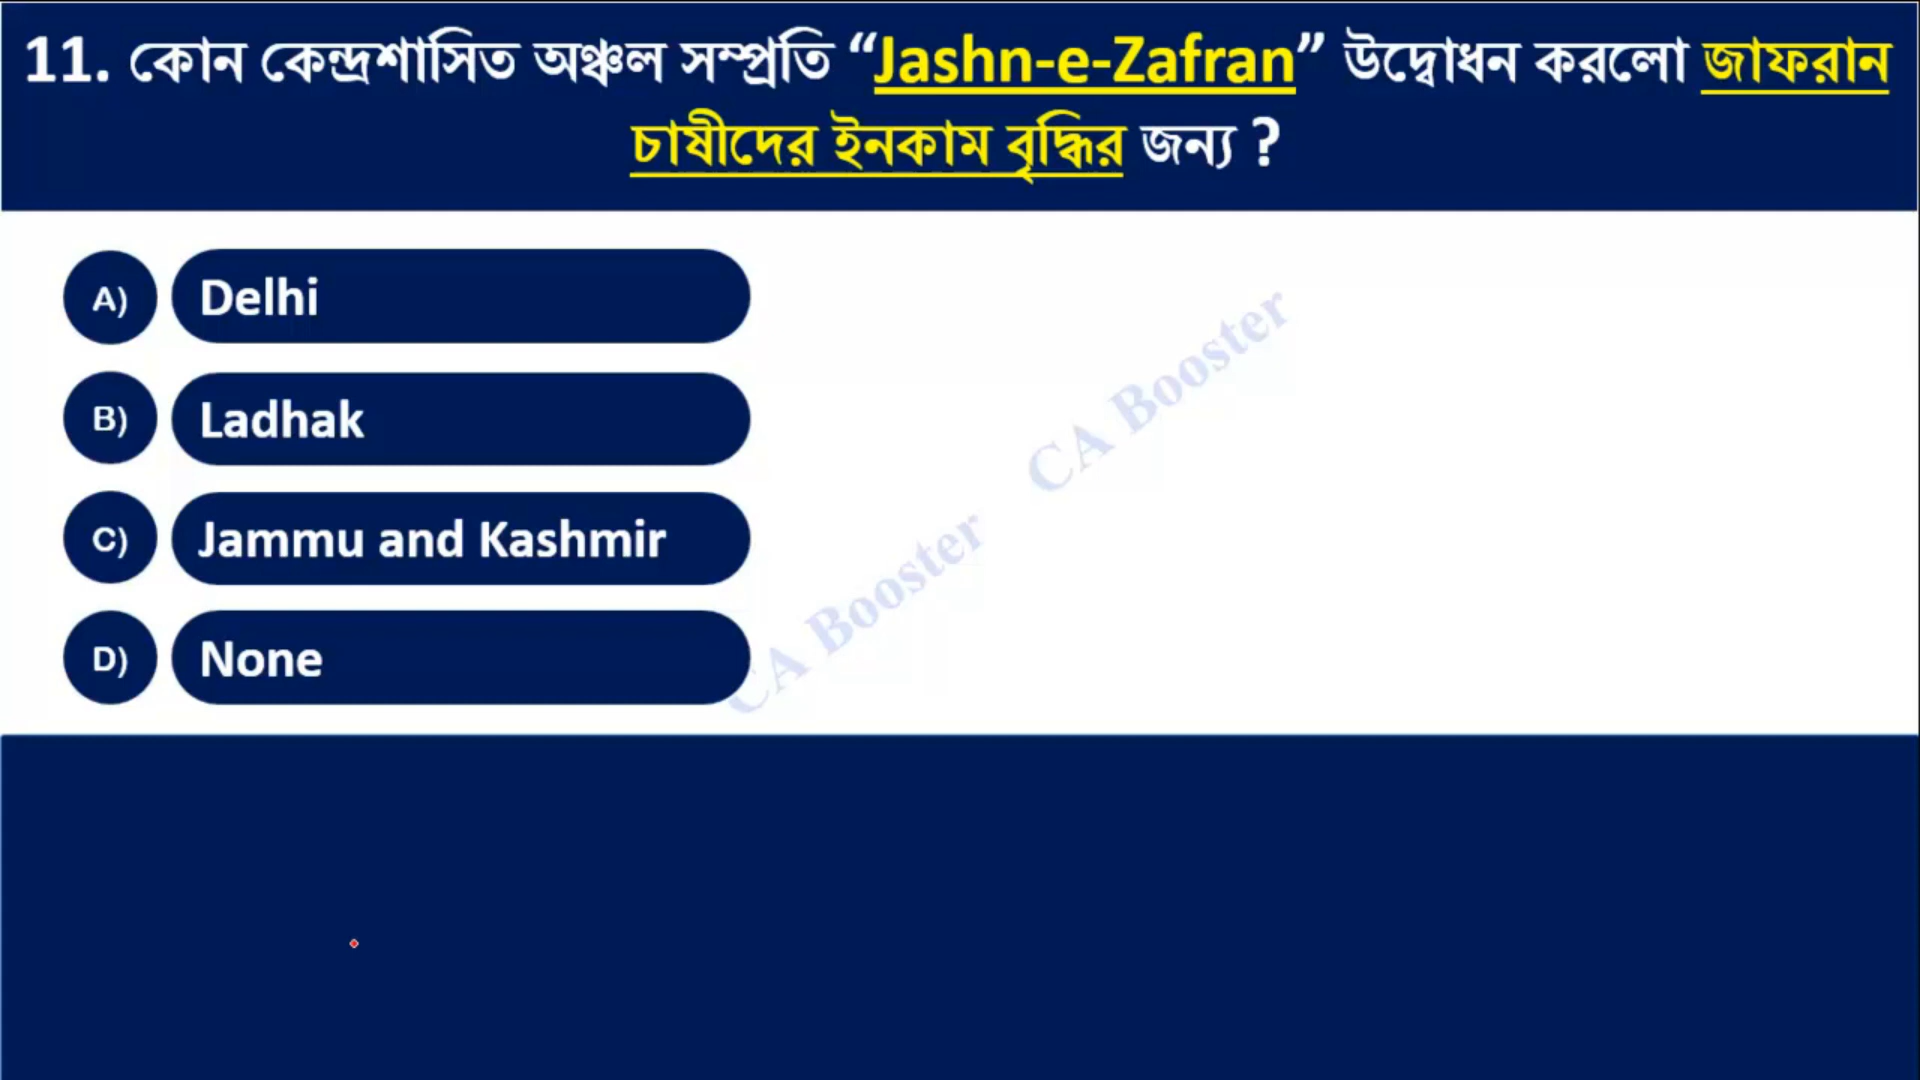 11. কোন কেন্দ্রশাসিত অঞ্চল সম্প্রতি “Jashn-e-Zafran” উদ্বোধন করলো জাফরান
চাষীদের ইনকাম বৃদ্ধির জন্য ?
A) Delhi
B) Ladhak
C) Jammu and Kashmir
D) None
CA Booster
CA Booster